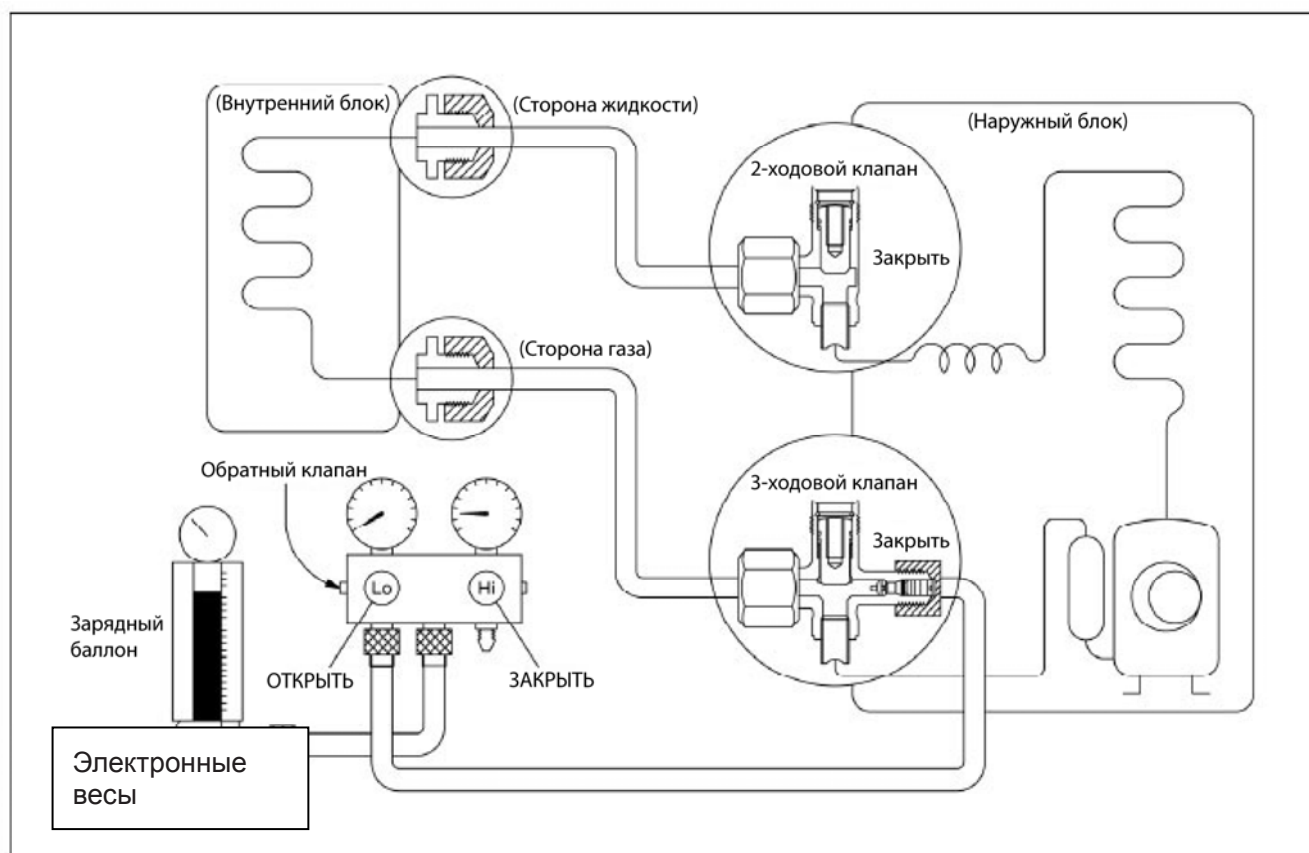 (Внутренний блок)
(Сторона жидкости)
(Наружный блок)
2-ходовой клапан
Закрыть
(Сторона газа)
Обратный клапан
3-ходовой клапан
Закрыть
Lo
Hi
Зарядный
баллон
ОТКРЫТЬ
ЗАКРЫТЬ
Электронные
весы